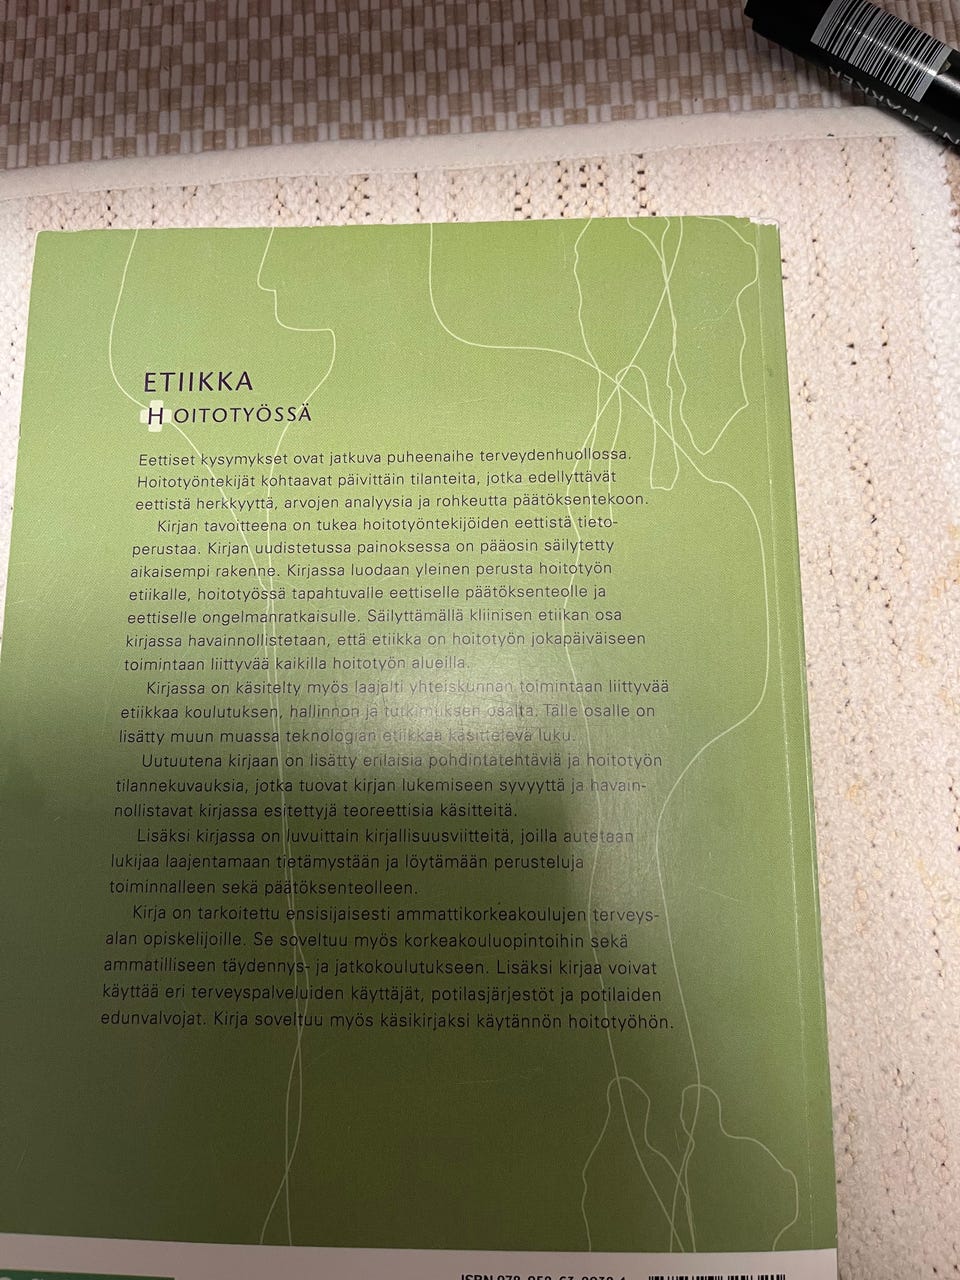 ETIIKKA
HOITOTYÖSSÄ
Eettiset kysymykset ovat jatkuva puheenaihe terveydenhuollossa.
Hoitotyöntekijät kohtaavat päivittäin tilanteita, jotka edellyttävät
eettistä herkkyyttä, arvojen analyysia ja rohkeutta päätöksentekoon.
Kirjan tavoitteena on tukea hoitotyöntekijöiden eettistä tieto-
perustaa. Kirjan uudistetussa painoksessa on pääosin säilytetty
aikaisempi rakenne. Kirjassa luodaan yleinen perusta hoitotyön
etiikalle, hoitotyössä tapahtuvalle eettiselle päätöksenteolle ja
eettiselle ongelmanratkaisulle. Säilyttämällä kliinisen etiikan osa
kirjassa havainnollistetaan, että etiikka on hoitotyön jokapäiväiseen
toimintaan liittyvää kaikilla hoitotyön alueilla.
Kirjassa on käsitelty myös laajalti yhteiskunnan toimintaan liittyvää
etiikkaa koulutuksen, hallinnon ja tutkimuksen osalta. Tälle osalle on
lisätty muun muassa teknologian etiikkaa käsittelevä luku.
Uutuutena kirjaan on lisätty erilaisia pohdintatehtäviä ja hoitotyön
tilannekuvauksia, jotka tuovat kirjan lukemiseen syvyyttä ja havain-
nollistavat kirjassa esitettyjä teoreettisia käsitteitä.
Lisäksi kirjassa on luvuittain kirjallisuusviitteitä, joilla autetaan
lukijaa laajentamaan tietämystään ja löytämään perusteluja
toiminnalleen sekä päätöksenteolleen.
Kirja on tarkoitettu ensisijaisesti ammattikorkeakoulujen terveys-
alan opiskelijoille. Se soveltuu myös korkeakouluopintoihin sekä
ammatilliseen täydennys- ja jatkokoulutukseen. Lisäksi kirjaa voivat
käyttää eri terveyspalveluiden käyttäjät, potilasjärjestöt ja potilaiden
edunvalvojat. Kirja soveltuu myös käsikirjaksi käytännön hoitotyöhön.